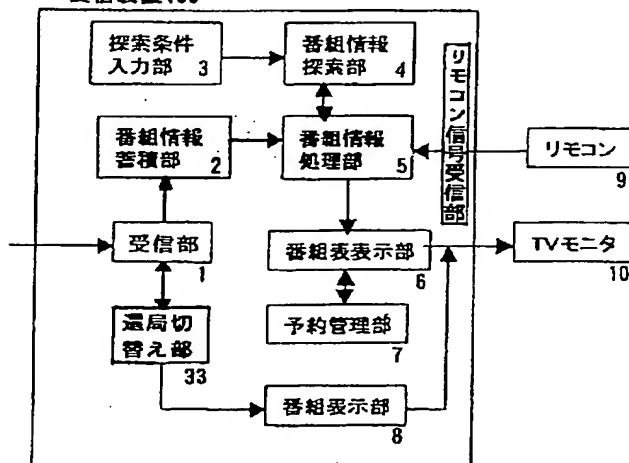 探索条件
入力部 3
番組情報
探索部 4
リモコン信号受信部
番組情報
蓄積部 2
番組情報
処理部 5
リモコン
9
受信部
1
番組表表示部
6
TVモニタ
10
選局切
替え部
33
予約管理部
7
番組表示部
8